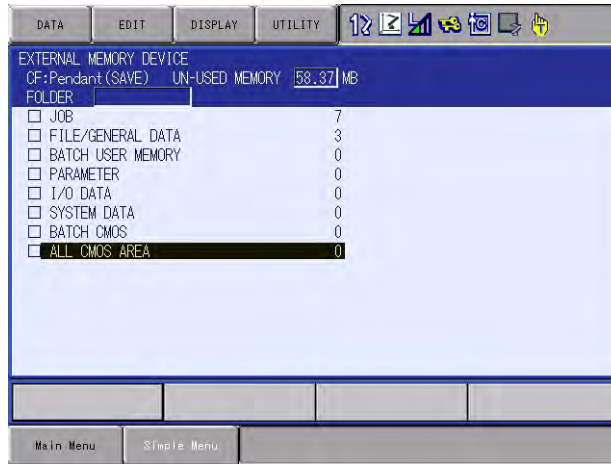 DATA EDIT DISPLAY UTILITY
EXTERNAL MEMORY DEVICE
CF:Pendant(SAVE) UN-USED MEMORY 58.37 MB
FOLDER
JOB 7
FILE/GENERAL DATA 3
BATCH USER MEMORY 0
PARAMETER 0
I/O DATA 0
SYSTEM DATA 0
BATCH CMOS 0
ALL CMOS AREA 0
Main Menu Simple Menu